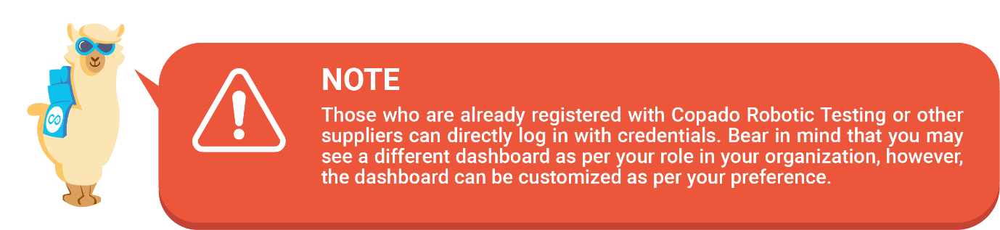 NOTE
Those who are already registered with Copado Robotic Testing or other
suppliers can directly log in with credentials. Bear in mind that you may
see a different dashboard as per your role in your organization, however,
the dashboard can be customized as per your preference.